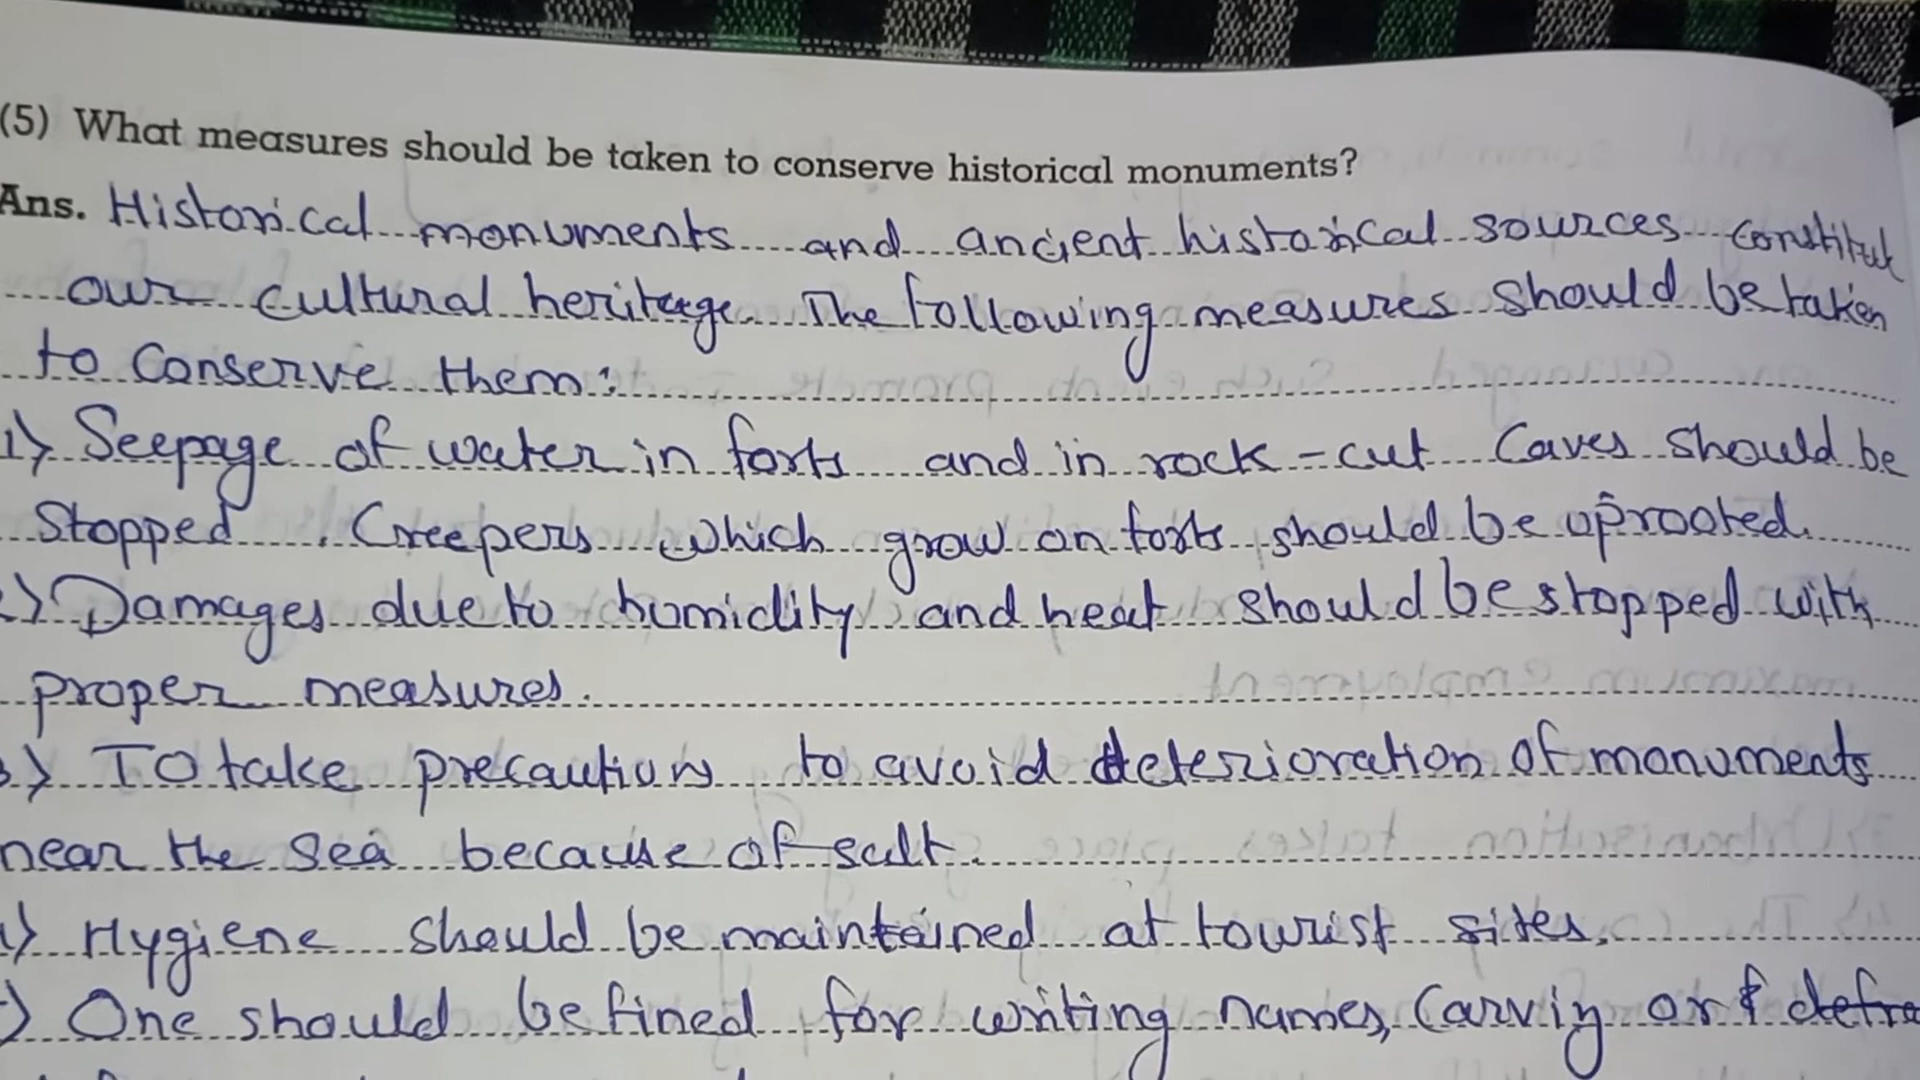 (5) What measures should be taken to conserve historical monuments?
Ans. Historical monuments and ancient historical sources constitut
our cultural heritage. The following measures should be taken
to Conserve them:
1) Seepage of water in forts and in rock-cut Caves should be
Stopped. Creepers which grow on forts should be uprooted.
2) Damages due to humidity and heat should be stopped with
proper measures.
3) To take precautions to avoid deterioration of monuments
near the Sea because of salt.
4) Hygiene should be maintained at tourist sites.
) One should be fined for writing names, Carving or